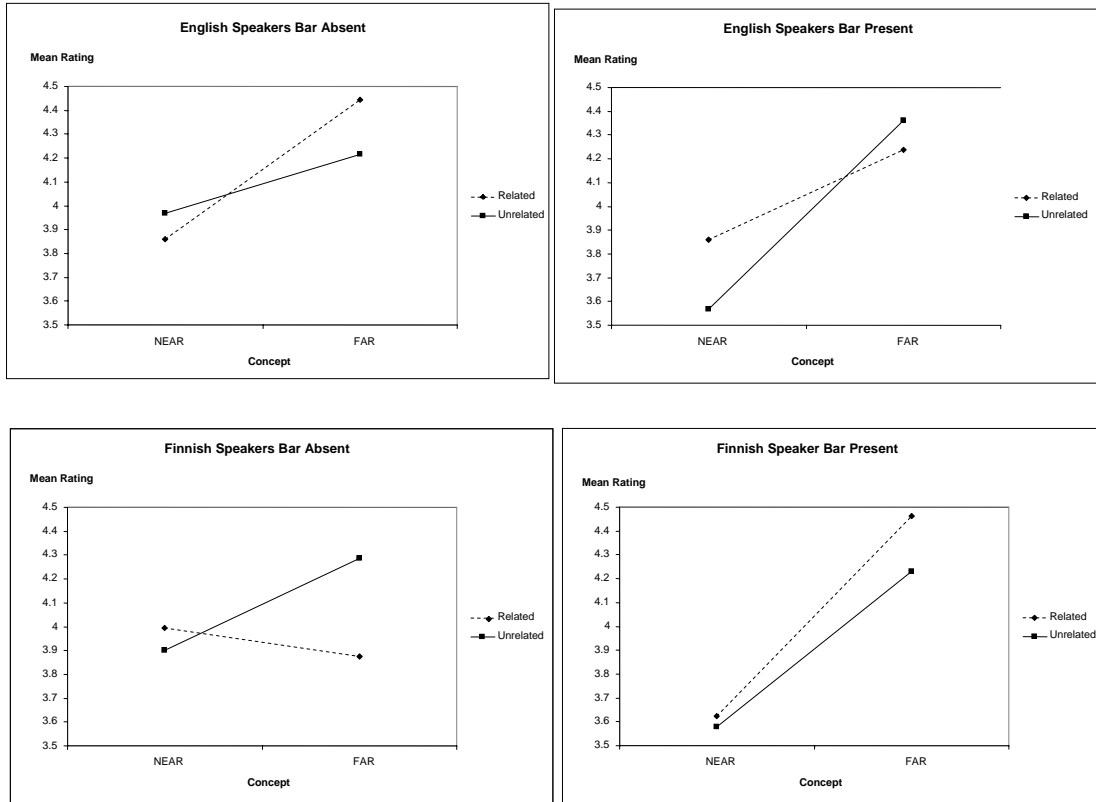 English Speakers Bar Absent
Mean Rating
4.5
4.4
4.3
4.2
4.1
4
3.9
3.8
3.7
3.6
3.5
NEAR FAR
Concept
Related
Unrelated
English Speakers Bar Present
Mean Rating
4.5
4.4
4.3
4.2
4.1
4
3.9
3.8
3.7
3.6
3.5
NEAR FAR
Concept
Related
Unrelated
Finnish Speakers Bar Absent
Mean Rating
4.5
4.4
4.3
4.2
4.1
4
3.9
3.8
3.7
3.6
3.5
NEAR FAR
Concept
Related
Unrelated
Finnish Speaker Bar Present
Mean Rating
4.5
4.4
4.3
4.2
4.1
4
3.9
3.8
3.7
3.6
3.5
NEAR FAR
Concept
Related
Unrelated